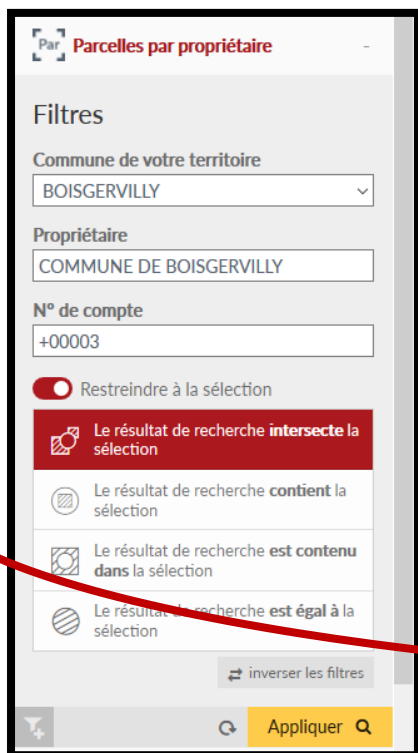 Par Parcelles par propriétaire -
Filtres
Commune de votre territoire
BOISGERVILLY
Propriétaire
COMMUNE DE BOISGERVILLY
N° de compte
+00003
Restreindre à la sélection
Le résultat de recherche intersecte la
sélection
Le résultat de recherche contient la
sélection
Le résultat de recherche est contenu
dans la sélection
Le résultat de recherche est égal à la
sélection
inverser les filtres
Appliquer